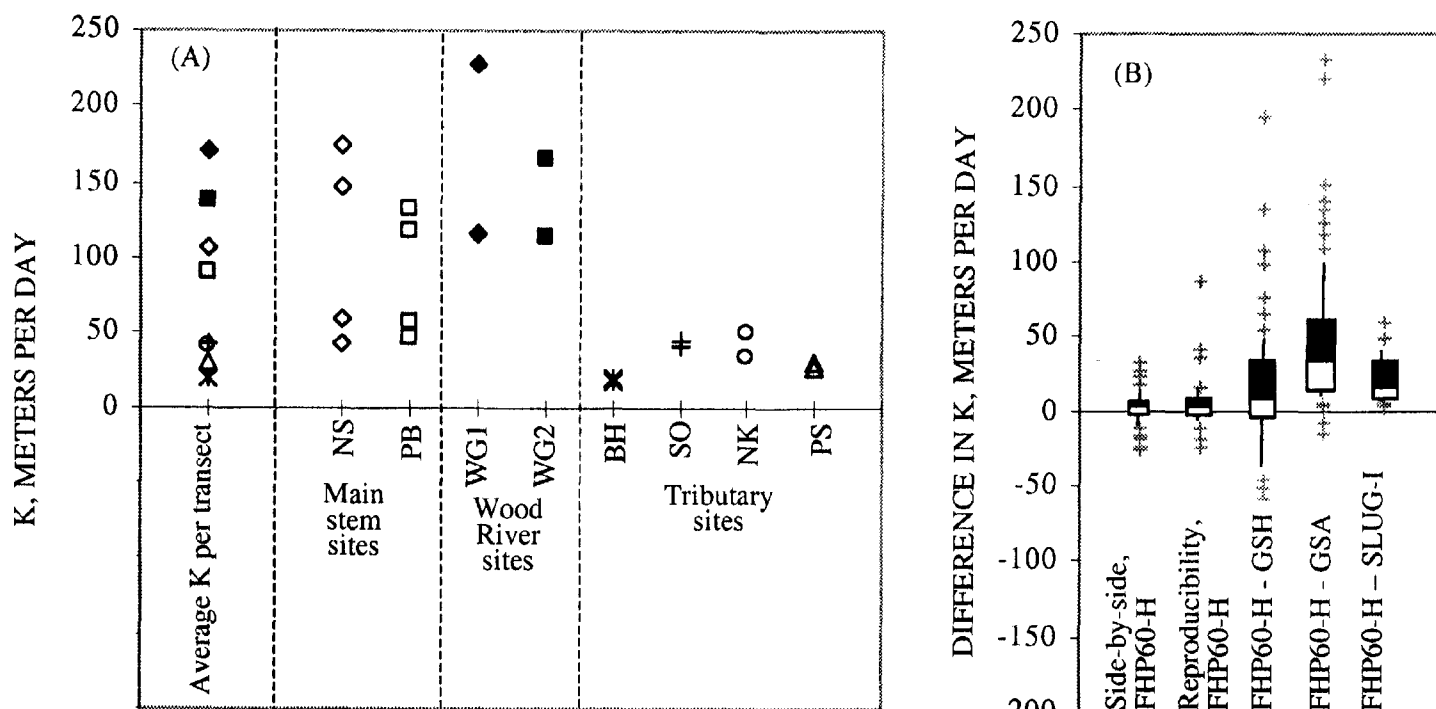 (A)
K, METERS PER DAY
250
200
150
100
50
0
Average K per transect
NS
PB
WG1
WG2
BH
SO
NK
PS
Main
stem
sites
Wood
River
sites
Tributary
sites
(B)
DIFFERENCE IN K, METERS PER DAY
250
200
150
100
50
0
-50
-100
-150
-200
Side-by-side,
FHP60-H
Reproducibility,
FHP60-H
FHP60-H - GSH
FHP60-H - GSA
FHP60-H – SLUG-I